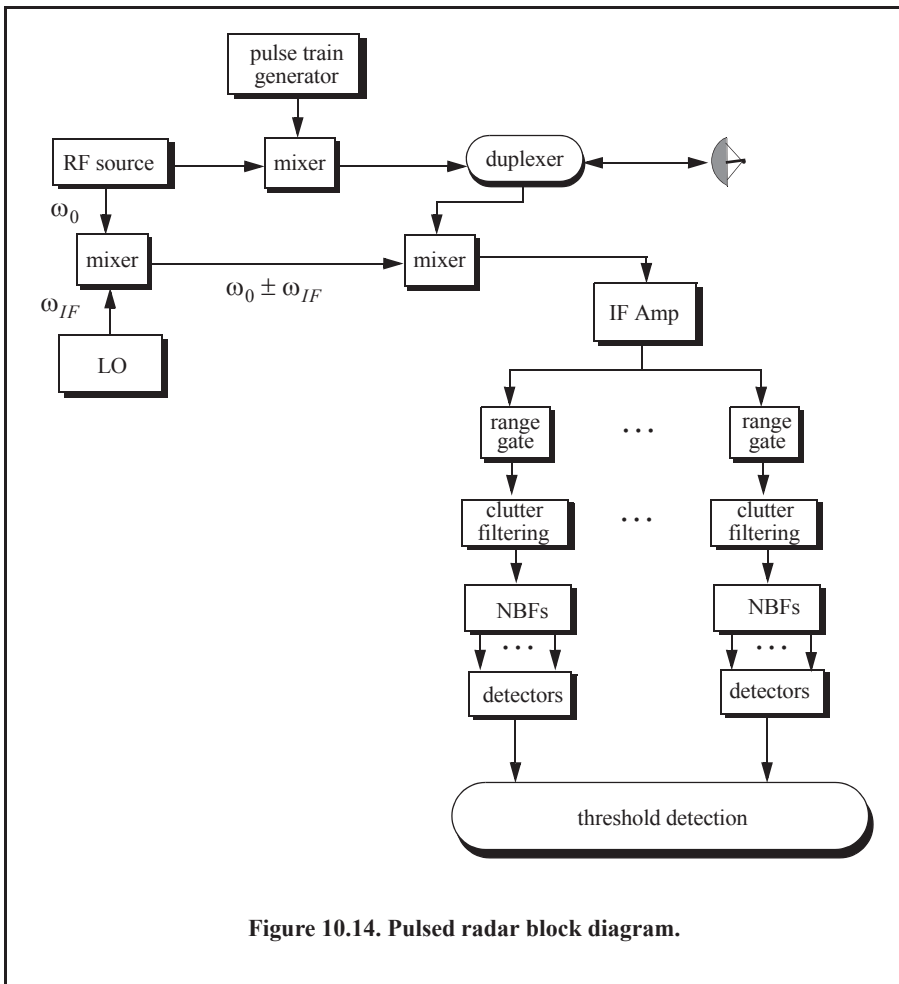 pulse train
generator
RF source
mixer
duplexer
ω0
mixer
mixer
ω0 ± ωIF
ωIF
IF Amp
LO
range
gate
...
range
gate
clutter
filtering
...
clutter
filtering
NBFs
NBFs
...
...
detectors
detectors
threshold detection
Figure 10.14. Pulsed radar block diagram.